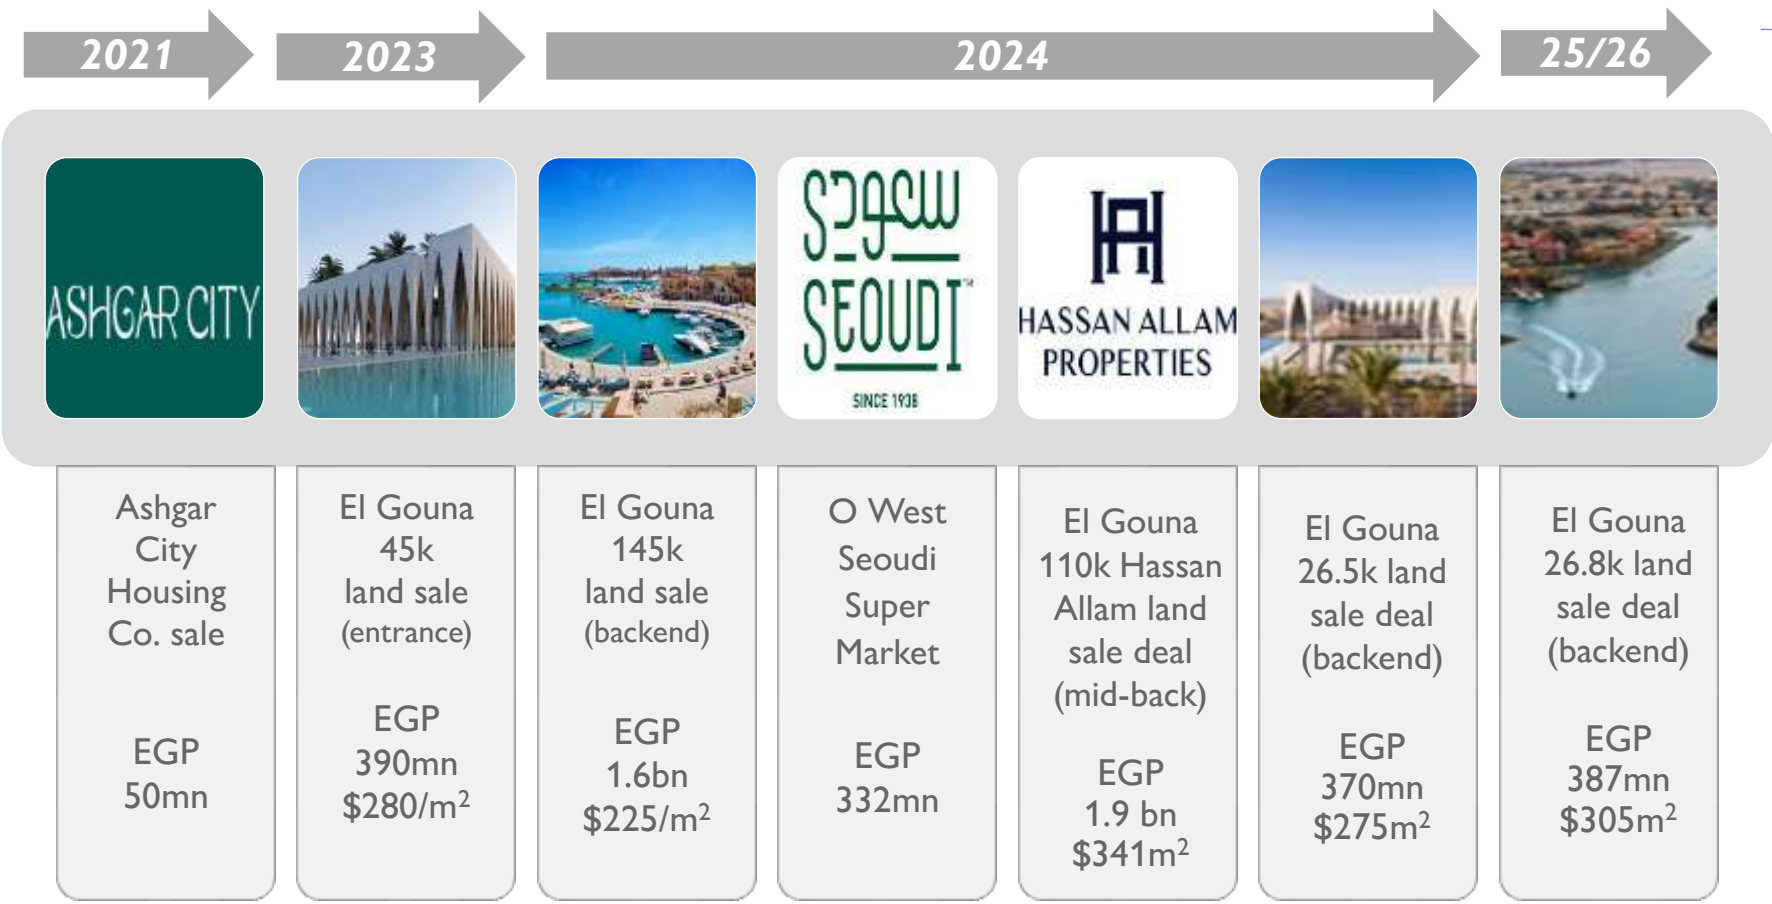 2021
2023
2024
25/26
ASHGAR CITY
سعودي
SEOUDI™
SINCE 1938
HASSAN ALLAM
PROPERTIES
Ashgar
City
Housing
Co. sale
EGP
50mn
El Gouna
45k
land sale
(entrance)
EGP
390mn
$280/m²
El Gouna
145k
land sale
(backend)
EGP
1.6bn
$225/m²
O West
Seoudi
Super
Market
EGP
332mn
El Gouna
110k Hassan
Allam land
sale deal
(mid-back)
EGP
1.9 bn
$341m²
El Gouna
26.5k land
sale deal
(backend)
EGP
370mn
$275m²
El Gouna
26.8k land
sale deal
(backend)
EGP
387mn
$305m²